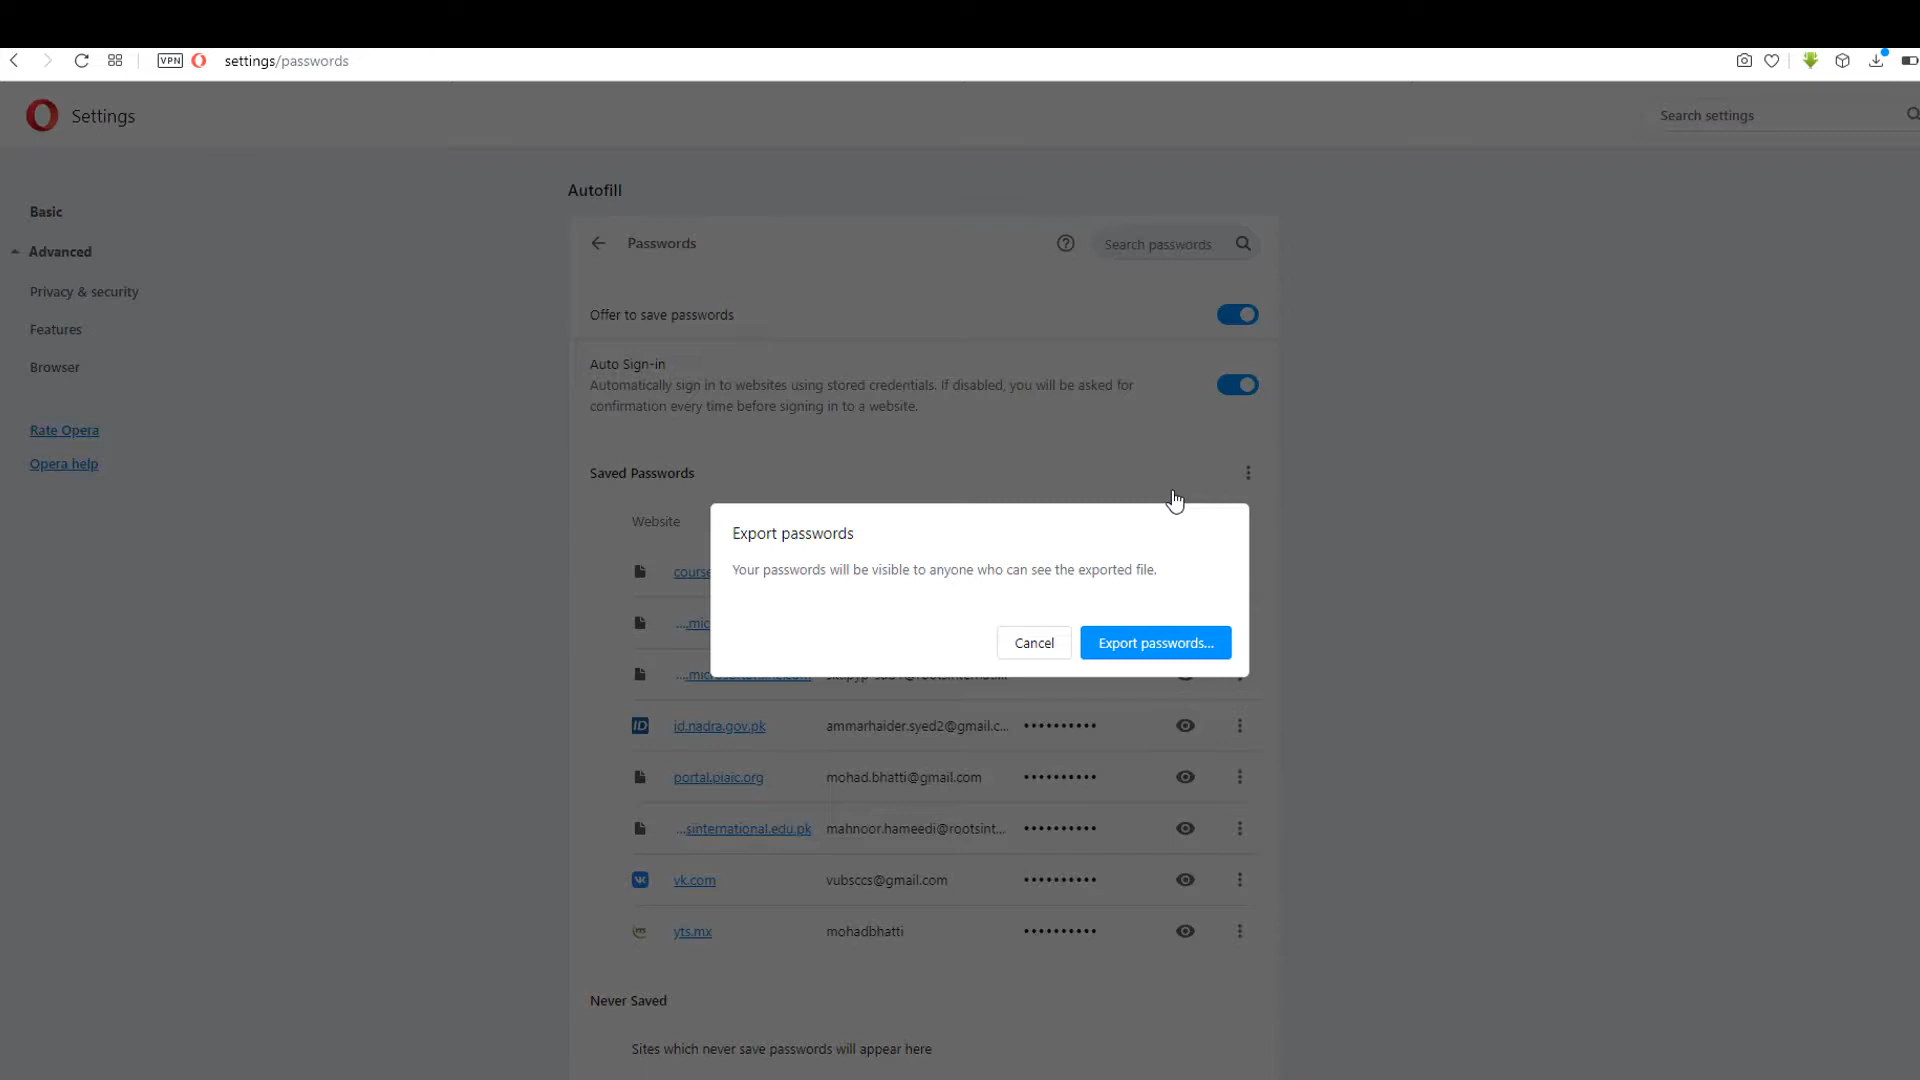 VPN settings/passwords
Settings
Search settings
Autofill
Basic
Advanced
Privacy & security
Features
Browser
Rate Opera
Opera help
Passwords
Search passwords
Offer to save passwords
Auto Sign-in
Automatically sign in to websites using stored credentials. If disabled, you will be asked for
confirmation every time before signing in to a website.
Saved Passwords
Website
course
...mic
Export passwords
Your passwords will be visible to anyone who can see the exported file.
Cancel Export passwords...
ID id.nadra.gov.pk ammarhaider.syed2@gmail.c... ••••••••••
portal.piaic.org mohad.bhatti@gmail.com ••••••••••
...sinternational.edu.pk mahnoor.hameedi@rootsint... ••••••••••
vk.com vubsccs@gmail.com ••••••••••
yts.mx mohadbhatti ••••••••••
Never Saved
Sites which never save passwords will appear here